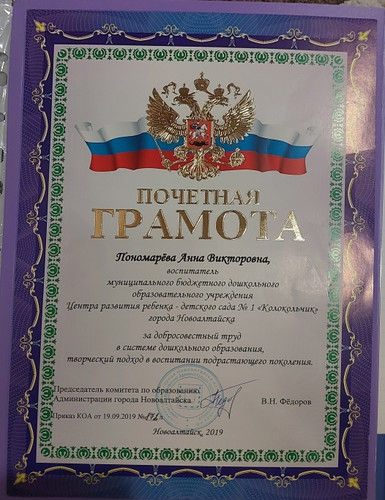 ПОЧЕТНАЯ
ГРАМОТА
Пономарёва Анна Викторовна,
воспитатель
муниципального бюджетного дошкольного
образовательного учреждения
Центра развития ребенка - детского сада № 1 «Колокольчик»
города Новоалтайска
за добросовестный труд
в системе дошкольного образования,
творческий подход в воспитании подрастающего поколения.
Председатель комитета по образованию
Администрации города Новоалтайска
В.Н. Фёдоров
Приказ КОА от 19.09.2019 №
Новоалтайск, 2019